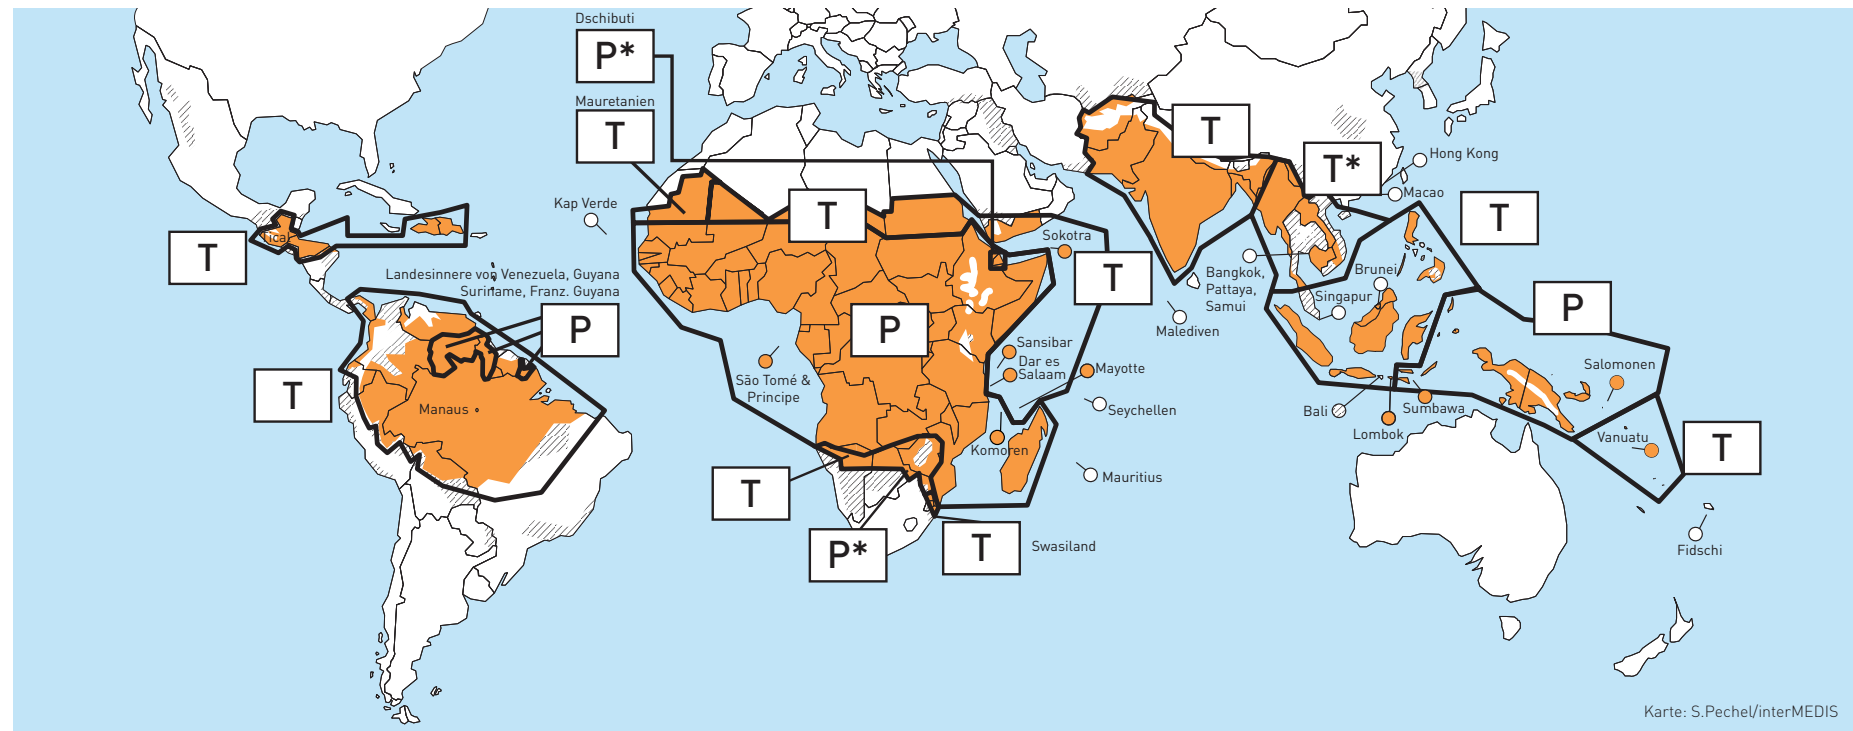 Dschibuti
P*
Mauretanien
T
Kap Verde
T
Tical
T
Landesinnere von Venezuela, Guyana
Suriname, Franz. Guyana
P
T
Manaus
São Tomé &
Principe
P
T
P*
T
Swasiland
Sokotra
T
Sansibar
Dar es
Salaam
Mayotte
Komoren
Seychellen
Mauritius
T
T*
Hong Kong
Macao
T
Bangkok,
Pattaya,
Samui
Malediven
Brunei
Singapur
P
Bali
Lombok
Sumbawa
Salomonen
Vanuatu
T
Fidschi
Karte: S.Pechel/interMEDIS